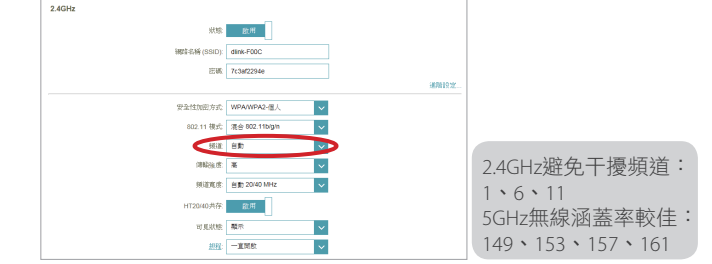 2.4GHz
狀態: 啟用
網路名稱 (SSID): dlink-F00C
密碼: 7c3af2294e
進階設定...
安全性加密方式: WPA/WPA2-個人
802.11 模式: 混合 802.11b/g/n
頻道: 自動
傳輸強度: 高
頻道寬度: 自動 20/40 MHz
HT20/40共存: 啟用
可見狀態: 顯示
排程: 一直開啟
2.4GHz避免干擾頻道：
1、6、11
5GHz無線涵蓋率較佳：
149、153、157、161